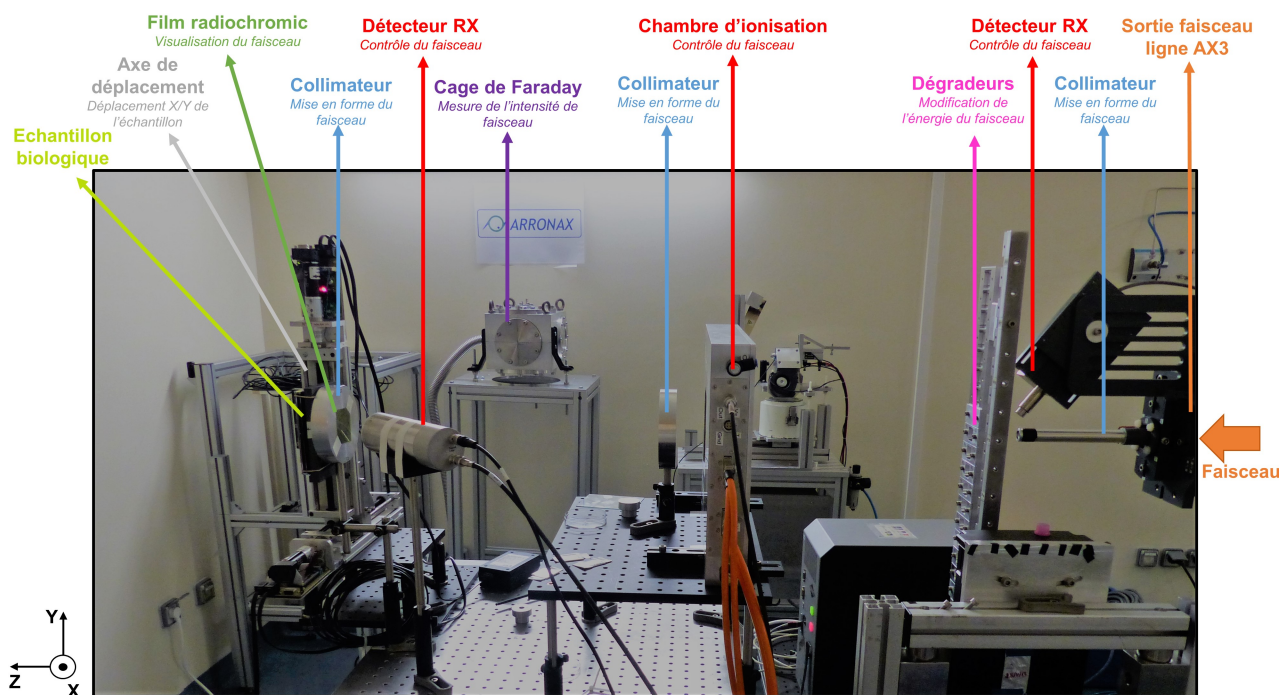 Film radiochromic
Visualisation du faisceau
Axe de
déplacement
Déplacement X/Y de
l'échantillon
Echantillon
biologique
Collimateur
Mise en forme du
faisceau
Détecteur RX
Contrôle du faisceau
Cage de Faraday
Mesure de l'intensité de
faisceau
Collimateur
Mise en forme du
faisceau
Chambre d'ionisation
Contrôle du faisceau
Dégradeurs
Modification de
l'énergie du faisceau
Détecteur RX
Contrôle du faisceau
Collimateur
Mise en forme du
faisceau
Sortie faisceau
ligne AX3
ARRONAX
Faisceau
Y
Z
X